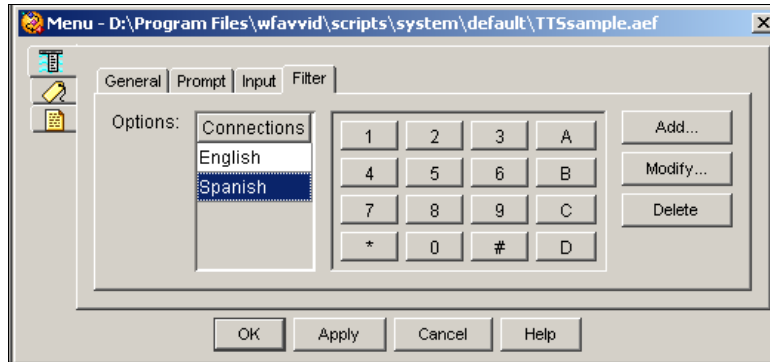 Menu - D:\Program Files\wfavvid\scripts\system\default\TTSsample.aef
General Prompt Input Filter
Options: Connections
English
Spanish
1 2 3 A
4 5 6 B
7 8 9 C
* 0 # D
Add...
Modify...
Delete
OK Apply Cancel Help